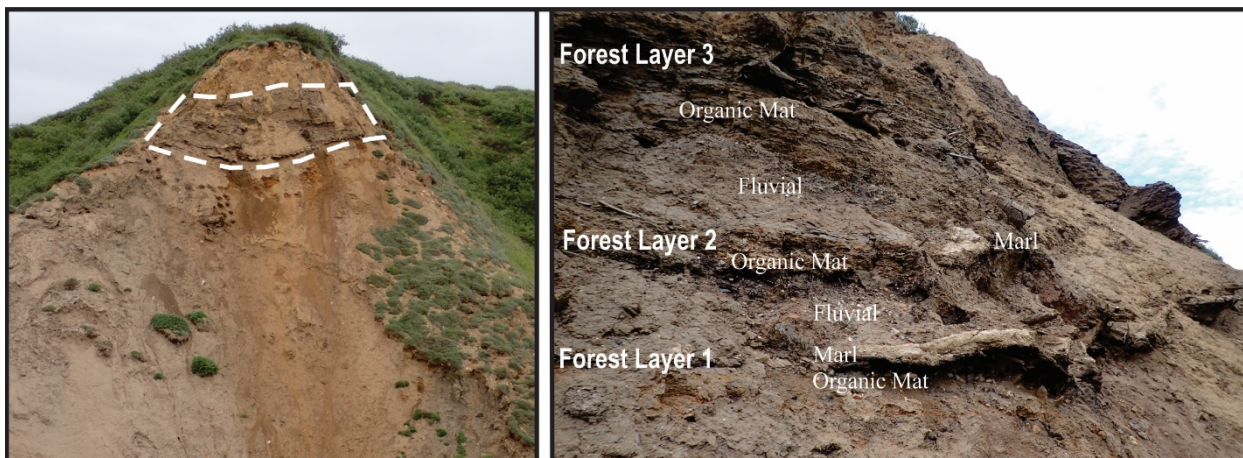 Forest Layer 3
Organic Mat
Fluvial
Forest Layer 2
Marl
Organic Mat
Fluvial
Forest Layer 1
Marl
Organic Mat